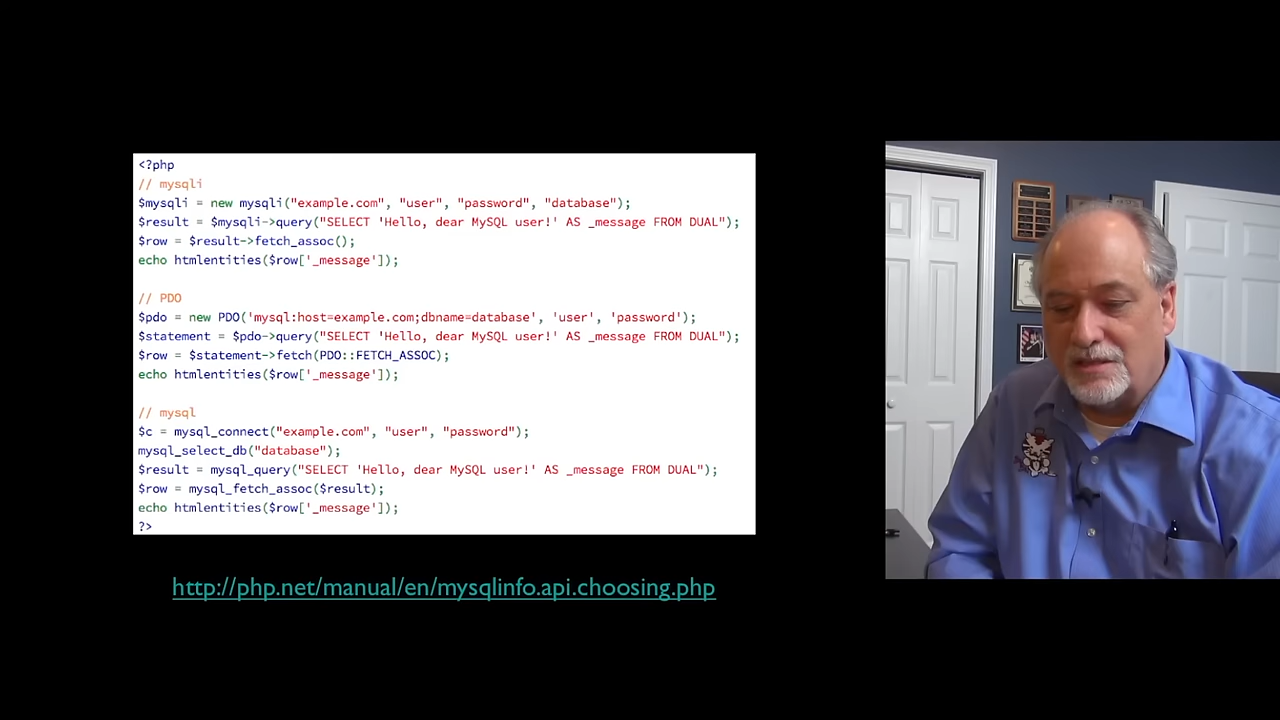 <?php
// mysqli
$mysqli = new mysqli("example.com", "user", "password", "database");
$result = $mysqli->query("SELECT 'Hello, dear MySQL user!' AS _message FROM DUAL");
$row = $result->fetch_assoc();
echo htmlentities($row['_message']);

// PDO
$pdo = new PDO('mysql:host=example.com;dbname=database', 'user', 'password');
$statement = $pdo->query("SELECT 'Hello, dear MySQL user!' AS _message FROM DUAL");
$row = $statement->fetch(PDO::FETCH_ASSOC);
echo htmlentities($row['_message']);

// mysql
$c = mysql_connect("example.com", "user", "password");
mysql_select_db("database");
$result = mysql_query("SELECT 'Hello, dear MySQL user!' AS _message FROM DUAL");
$row = mysql_fetch_assoc($result);
echo htmlentities($row['_message']);
?>
http://php.net/manual/en/mysqlinfo.api.choosing.php